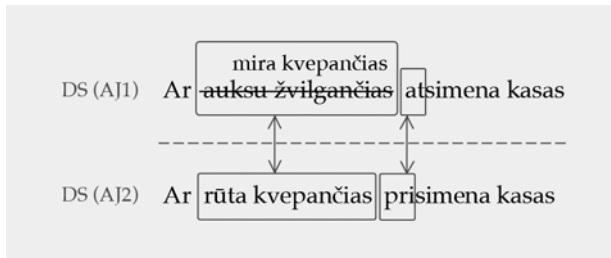 mira kvepančias
DS (AJ1) Ar auksu žvilgančias atsimena kasas
DS (AJ2) Ar rūta kvepančias prisimena kasas